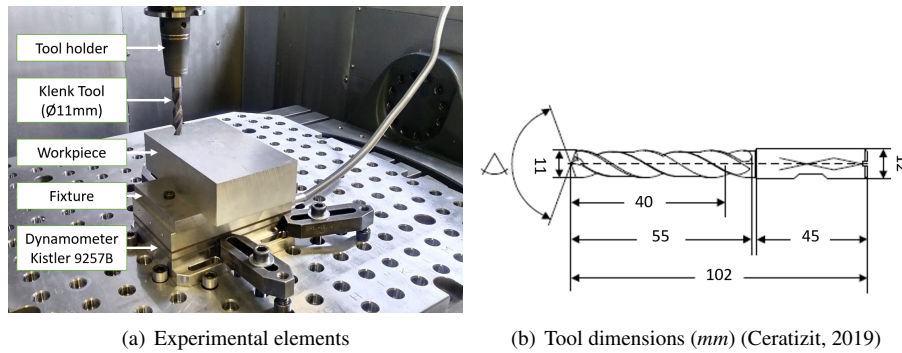 Tool holder
Klenk Tool
(Ø11mm)
Workpiece
Fixture
Dynamometer
Kistler 9257B
11
12
40
55
45
102
(a) Experimental elements
(b) Tool dimensions (mm) (Ceratizit, 2019)